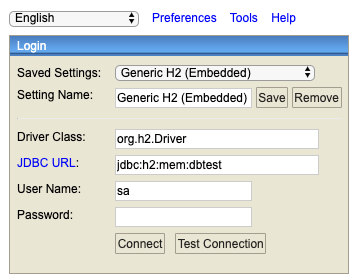 English Preferences Tools Help
Login
Saved Settings: Generic H2 (Embedded)
Setting Name: Generic H2 (Embedded) Save Remove
Driver Class: org.h2.Driver
JDBC URL: jdbc:h2:mem:dbtest
User Name: sa
Password:
Connect Test Connection